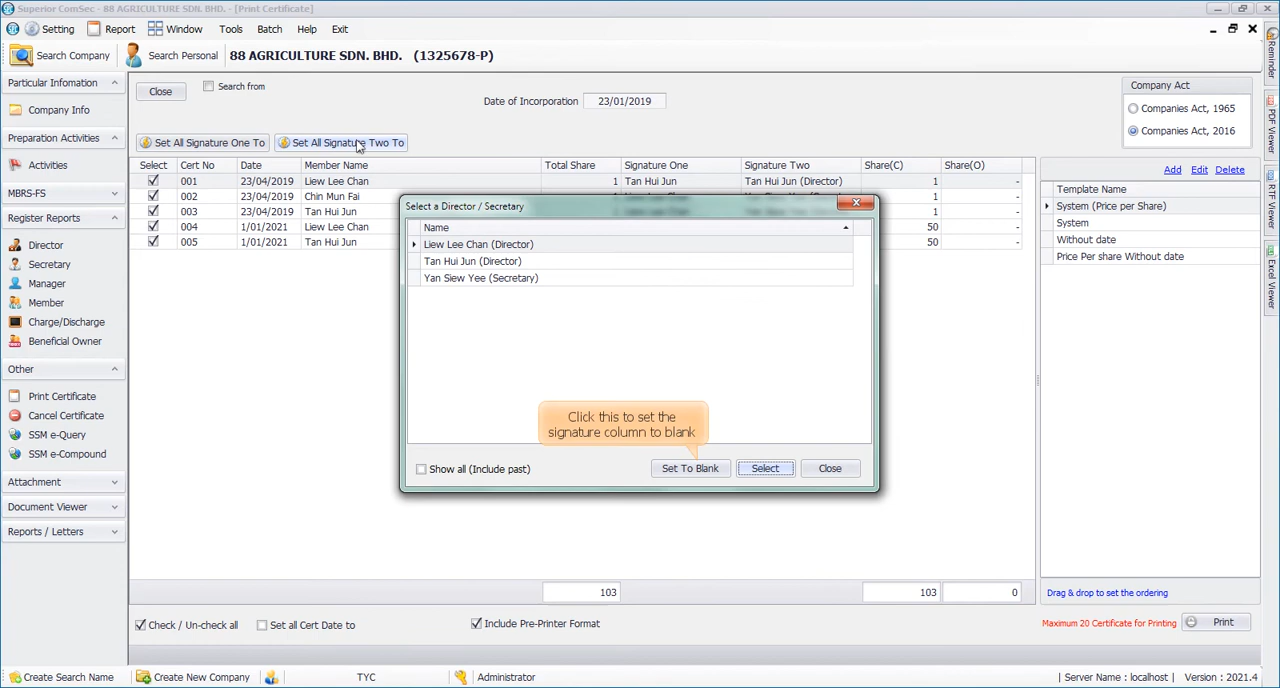 Superior ComSec - 88 AGRICULTURE SDN. BHD. - [Print Certificate]
Setting Report Window Tools Batch Help Exit
Search Company Search Personal 88 AGRICULTURE SDN. BHD. (1325678-P)
Particular Infomation
Company Info
Preparation Activities
Activities
MBRS-FS
Register Reports
Director
Secretary
Manager
Member
Charge/Discharge
Beneficial Owner
Other
Print Certificate
Cancel Certificate
SSM e-Query
SSM e-Compound
Attachment
Document Viewer
Reports / Letters
Close Search from
Date of Incorporation 23/01/2019
Company Act
Companies Act, 1965
Companies Act, 2016
Set All Signature One To Set All Signature Two To
Select Cert No Date Member Name Total Share Signature One Signature Two Share(C) Share(O)
001 23/04/2019 Liew Lee Chan 1 Tan Hui Jun Tan Hui Jun (Director) 1 -
002 23/04/2019 Chin Mun Fai 1 -
003 23/04/2019 Tan Hui Jun 1 -
004 1/01/2021 Liew Lee Chan 50 -
005 1/01/2021 Tan Hui Jun 50 -
Select a Director / Secretary
Name
Liew Lee Chan (Director)
Tan Hui Jun (Director)
Yan Siew Yee (Secretary)
Click this to set the
signature column to blank
Show all (Include past) Set To Blank Select Close
Add Edit Delete
Template Name
System (Price per Share)
System
Without date
Price Per share Without date
103 103 0
Drag & drop to set the ordering
Check / Un-check all Set all Cert Date to Include Pre-Printer Format
Maximum 20 Certificate for Printing Print
Reminder
PDF Viewer
RTF Viewer
Excel Viewer
Create Search Name Create New Company TYC Administrator | Server Name : localhost | Version : 2021.4